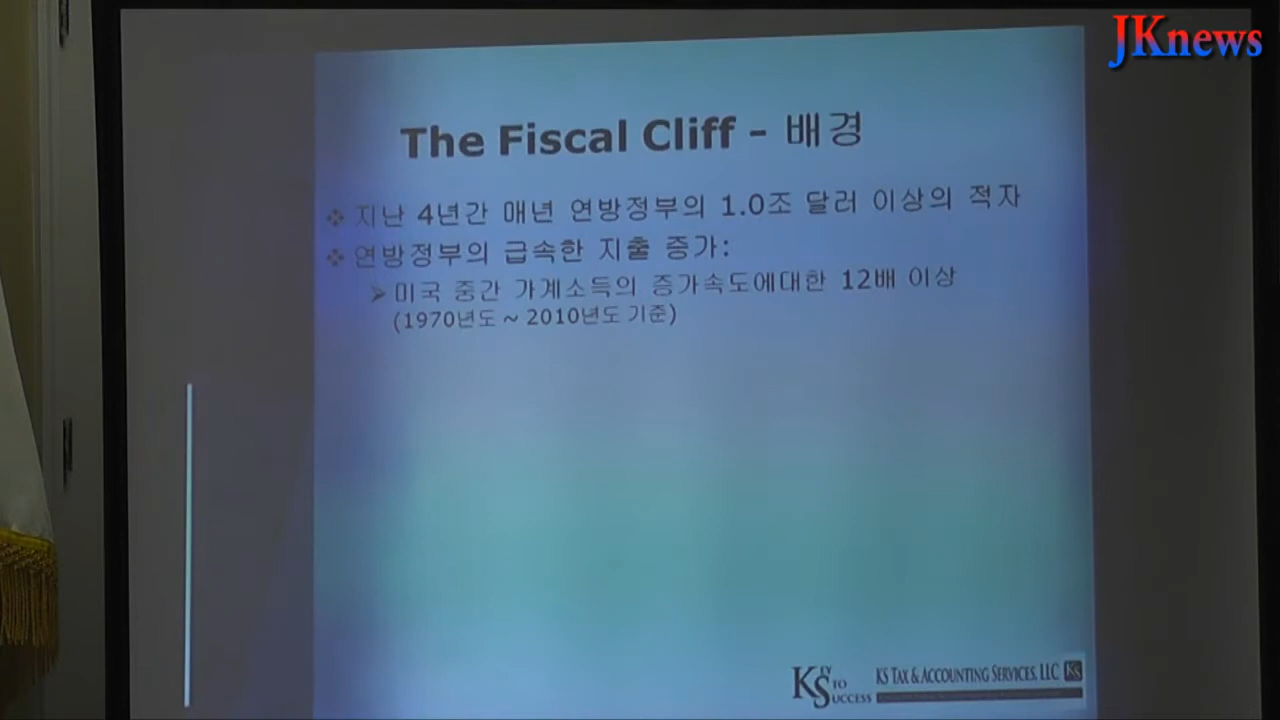 JKnews
The Fiscal Cliff - 배경
❖ 지난 4년간 매년 연방정부의 1.0조 달러 이상의 적자
❖ 연방정부의 급속한 지출 증가:
➢ 미국 중간 가계소득의 증가속도에대한 12배 이상
(1970년도 ~ 2010년도 기준)
KEY TO SUCCESS
KS TAX & ACCOUNTING SERVICES, LLC KS